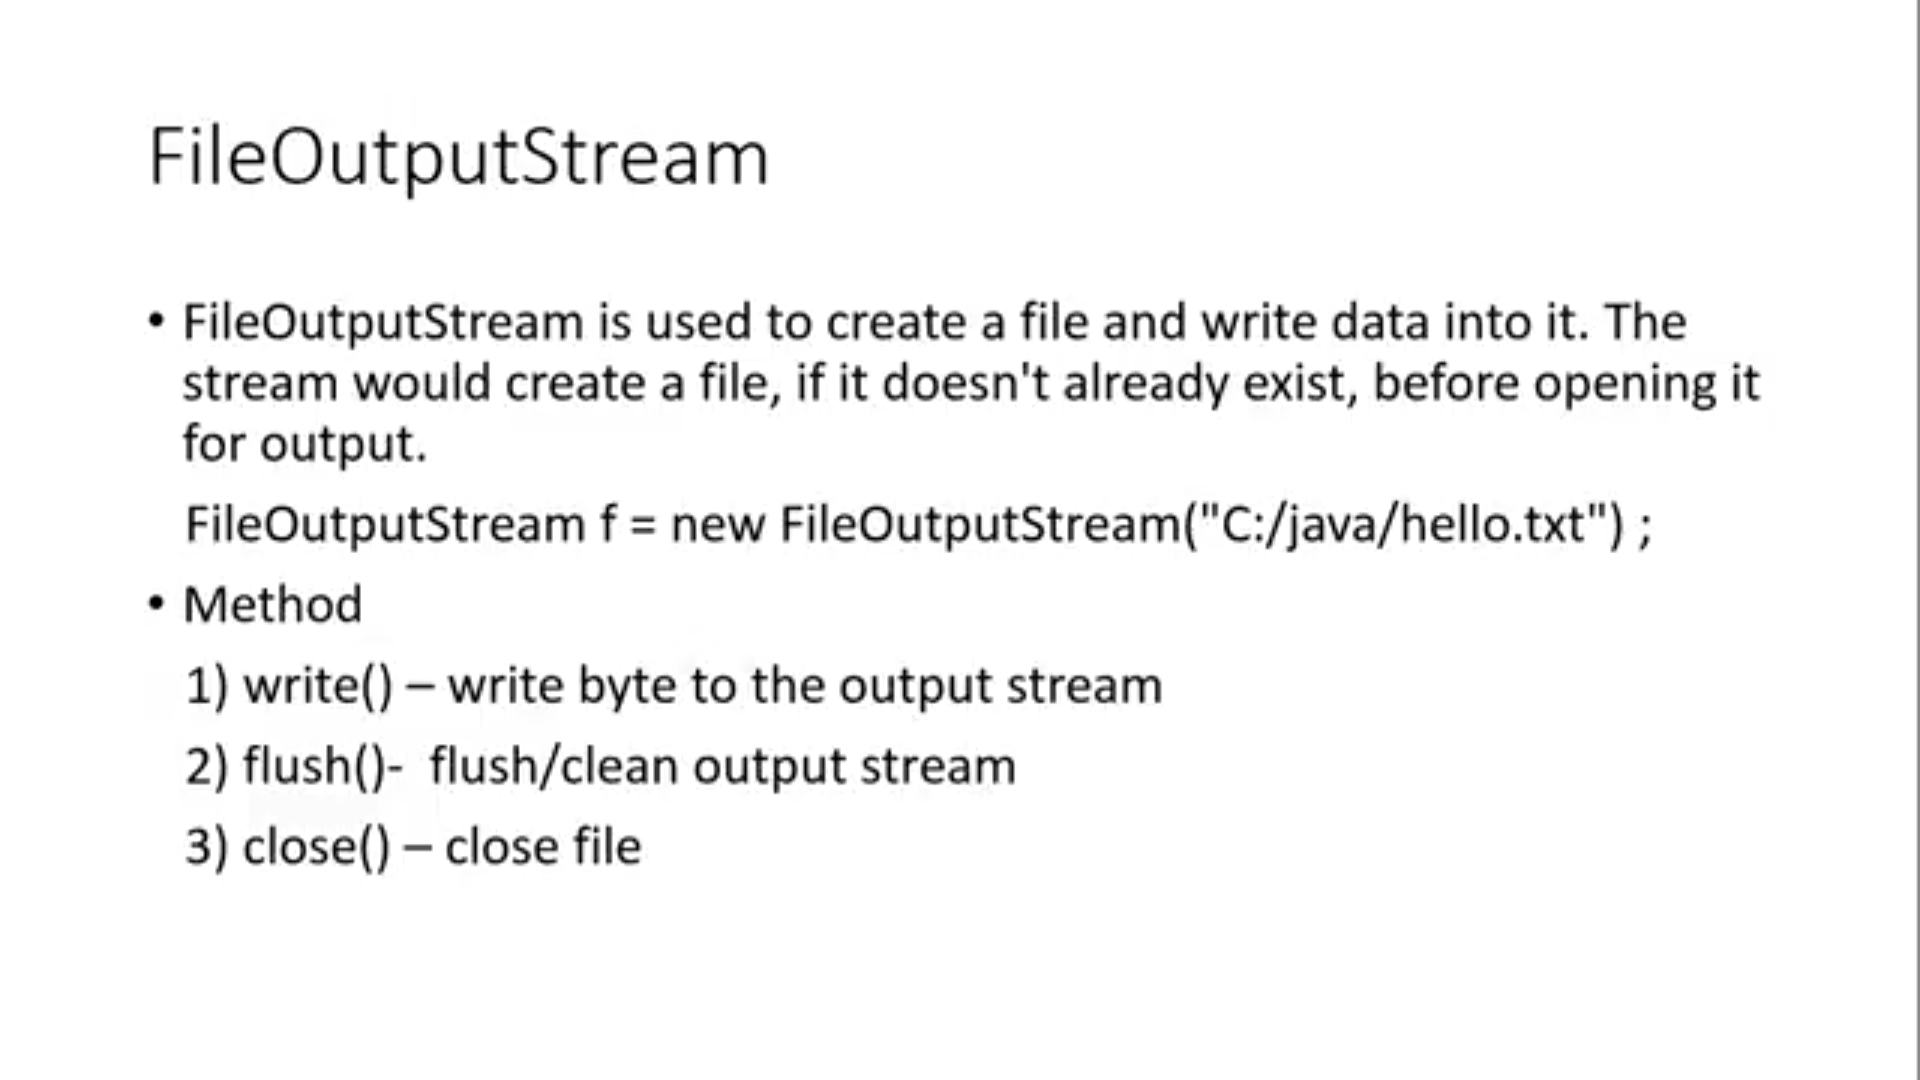 FileOutputStream
• FileOutputStream is used to create a file and write data into it. The
stream would create a file, if it doesn't already exist, before opening it
for output.
FileOutputStream f = new FileOutputStream("C:/java/hello.txt") ;
• Method
1) write() – write byte to the output stream
2) flush()-  flush/clean output stream
3) close() – close file